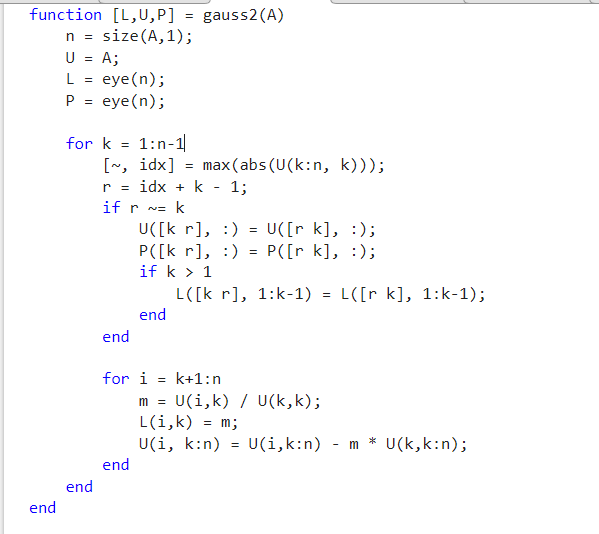 function [L,U,P] = gauss2(A)
    n = size(A,1);
    U = A;
    L = eye(n);
    P = eye(n);

    for k = 1:n-1
        [~, idx] = max(abs(U(k:n, k)));
        r = idx + k - 1;
        if r ~= k
            U([k r], :) = U([r k], :);
            P([k r], :) = P([r k], :);
            if k > 1
                L([k r], 1:k-1) = L([r k], 1:k-1);
            end
        end

        for i = k+1:n
            m = U(i,k) / U(k,k);
            L(i,k) = m;
            U(i, k:n) = U(i,k:n) - m * U(k,k:n);
        end
    end
end